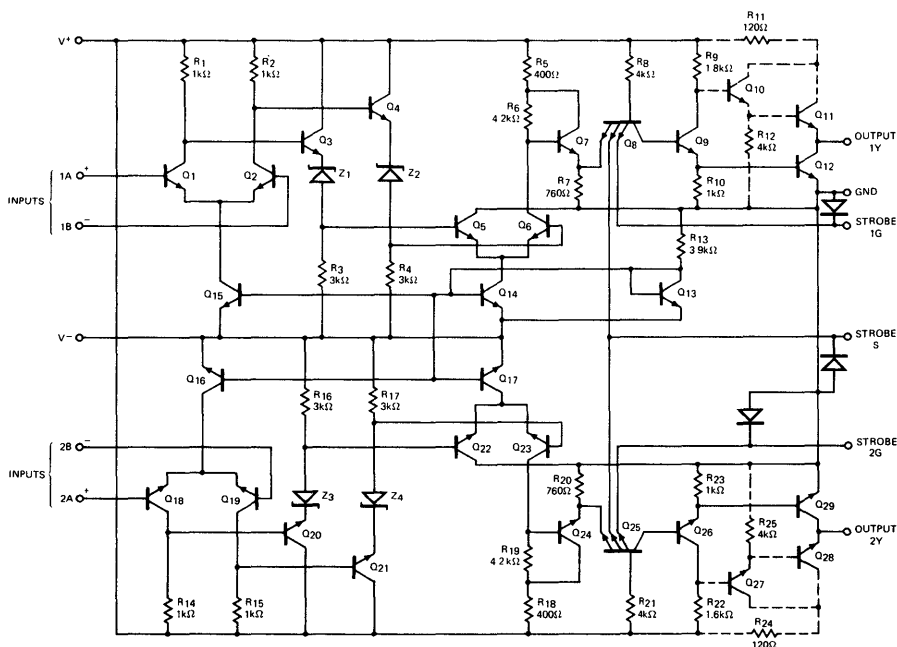 V+
R1
1kΩ
R2
1kΩ
Q4
Q3
R5
400Ω
R6
4.2kΩ
Q7
R8
4kΩ
R9
1.8kΩ
R11
120Ω
Q10
Q11
R12
4kΩ
OUTPUT
1Y
INPUTS
1A +
1B −
Q1
Q2
Z1
Z2
R7
760Ω
Q8
Q9
R10
1kΩ
Q12
GND
STROBE
1G
Q5
Q6
R13
3.9kΩ
R3
3kΩ
R4
3kΩ
Q15
Q14
Q13
V−
STROBE
S
Q16
R16
3kΩ
R17
3kΩ
Q17
INPUTS
2B −
2A +
Q22
Q23
STROBE
2G
Q18
Q19
Z3
Z4
R20
760Ω
R23
1kΩ
Q29
Q20
Q24
Q25
Q26
R25
4kΩ
OUTPUT
2Y
Q21
R19
4.2kΩ
Q27
Q28
R14
1kΩ
R15
1kΩ
R18
400Ω
R21
4kΩ
R22
1.6kΩ
R24
120Ω